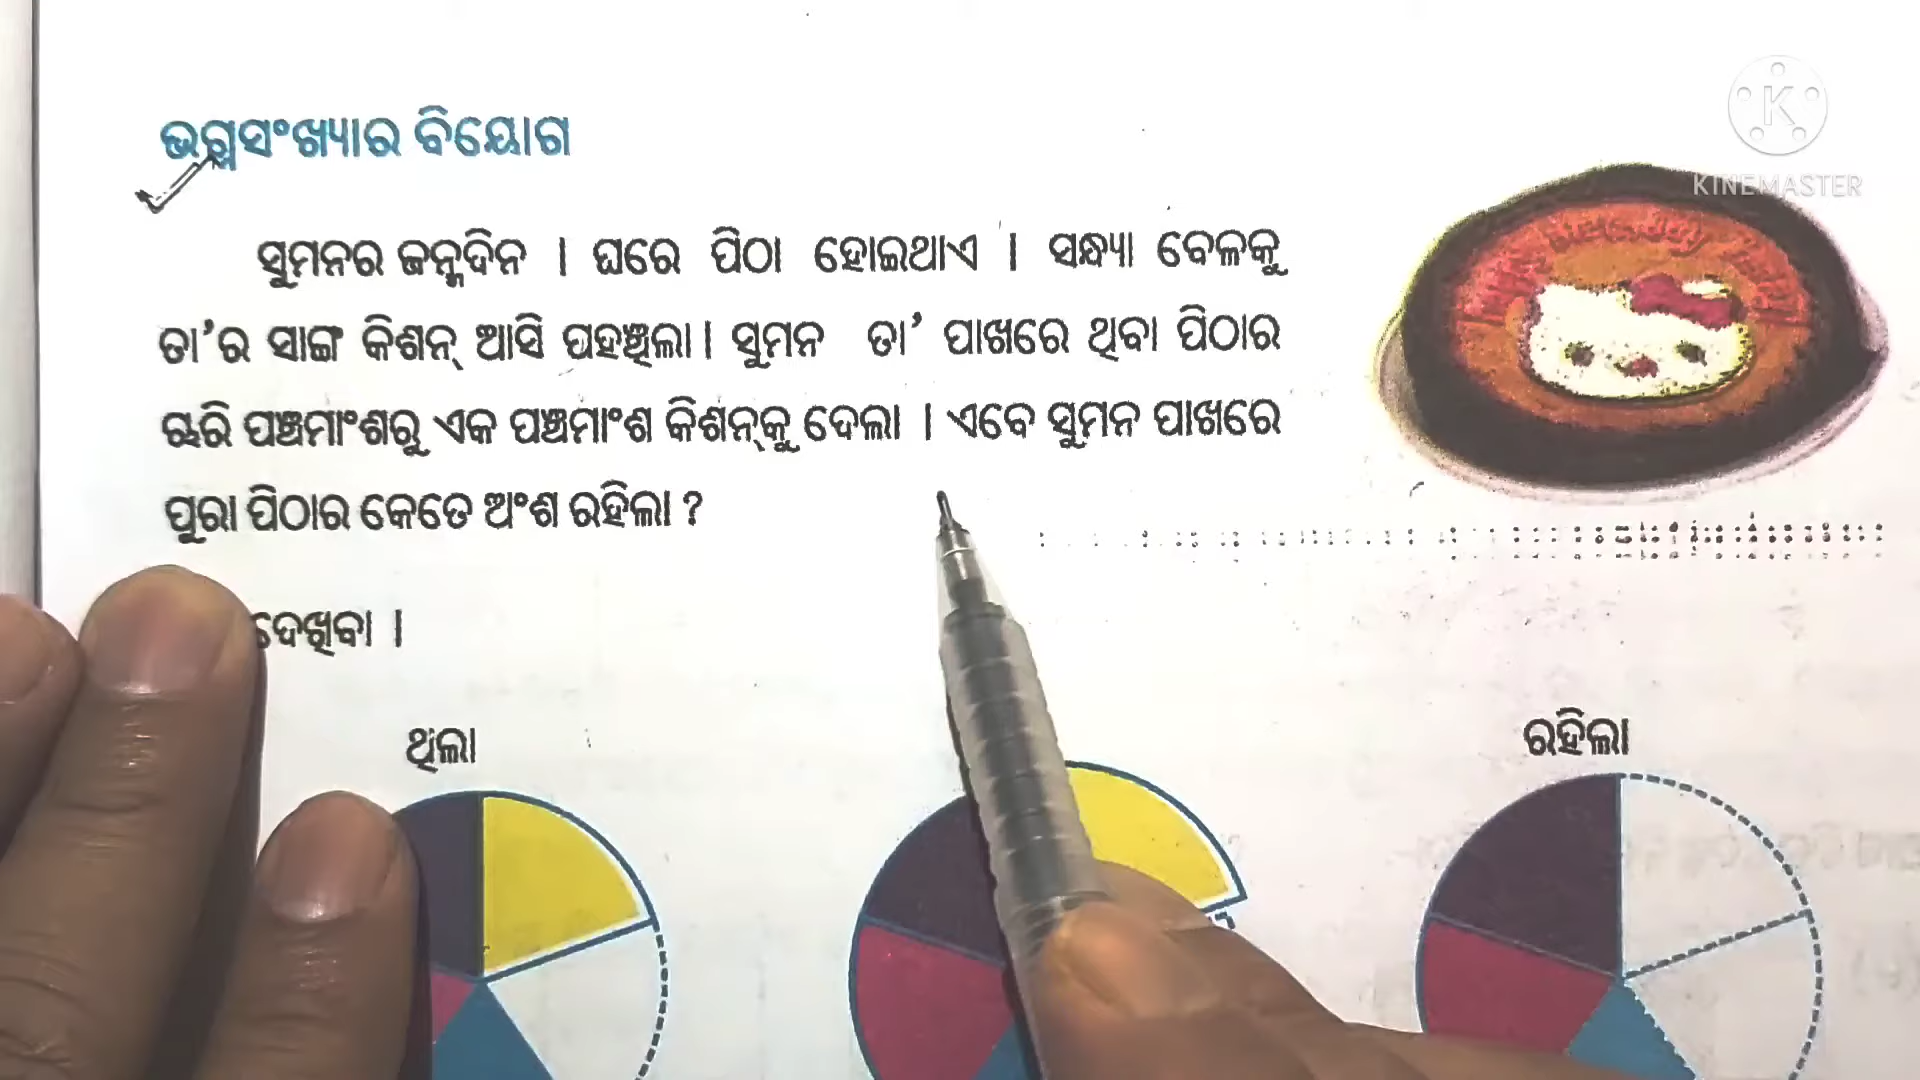 ଭଗ୍ନସଂଖ୍ୟାର ବିୟୋଗ
KINEMASTER
ସୁମନର ଜନ୍ମଦିନ । ଘରେ ପିଠା ହୋଇଥାଏ । ସନ୍ଧ୍ୟା ବେଳକୁ
ତା'ର ସାଙ୍ଗ କିଶନ୍ ଆସି ପହଞ୍ଚିଲା । ସୁମନ ତା' ପାଖରେ ଥିବା ପିଠାର
ଚାରି ପଞ୍ଚମାଂଶରୁ ଏକ ପଞ୍ଚମାଂଶ କିଶନ୍‌କୁ ଦେଲା । ଏବେ ସୁମନ ପାଖରେ
ପୁରା ପିଠାର କେତେ ଅଂଶ ରହିଲା ?
ଦେଖିବା ।
ଥିଲା
ରହିଲା